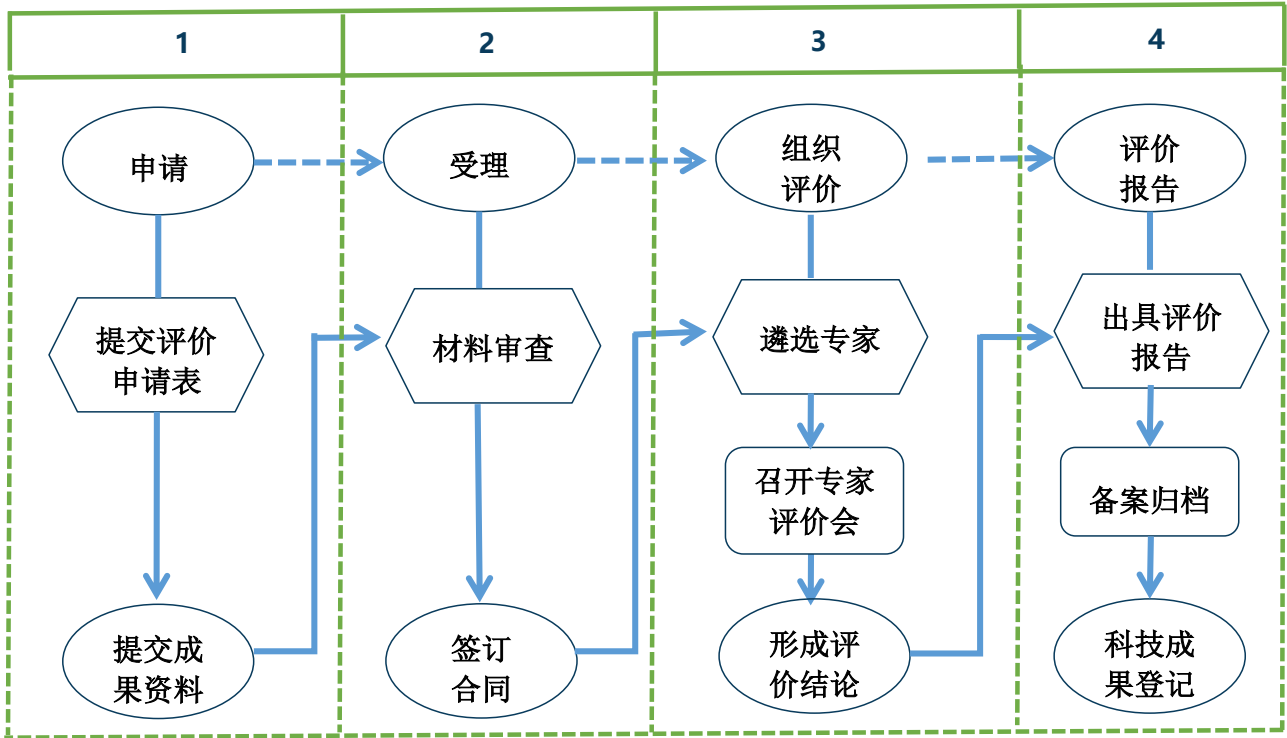 1
2
3
4
申请
受理
组织
评价
评价
报告
提交评价
申请表
材料审查
遴选专家
出具评价
报告
召开专家
评价会
备案归档
提交成
果资料
签订
合同
形成评
价结论
科技成
果登记